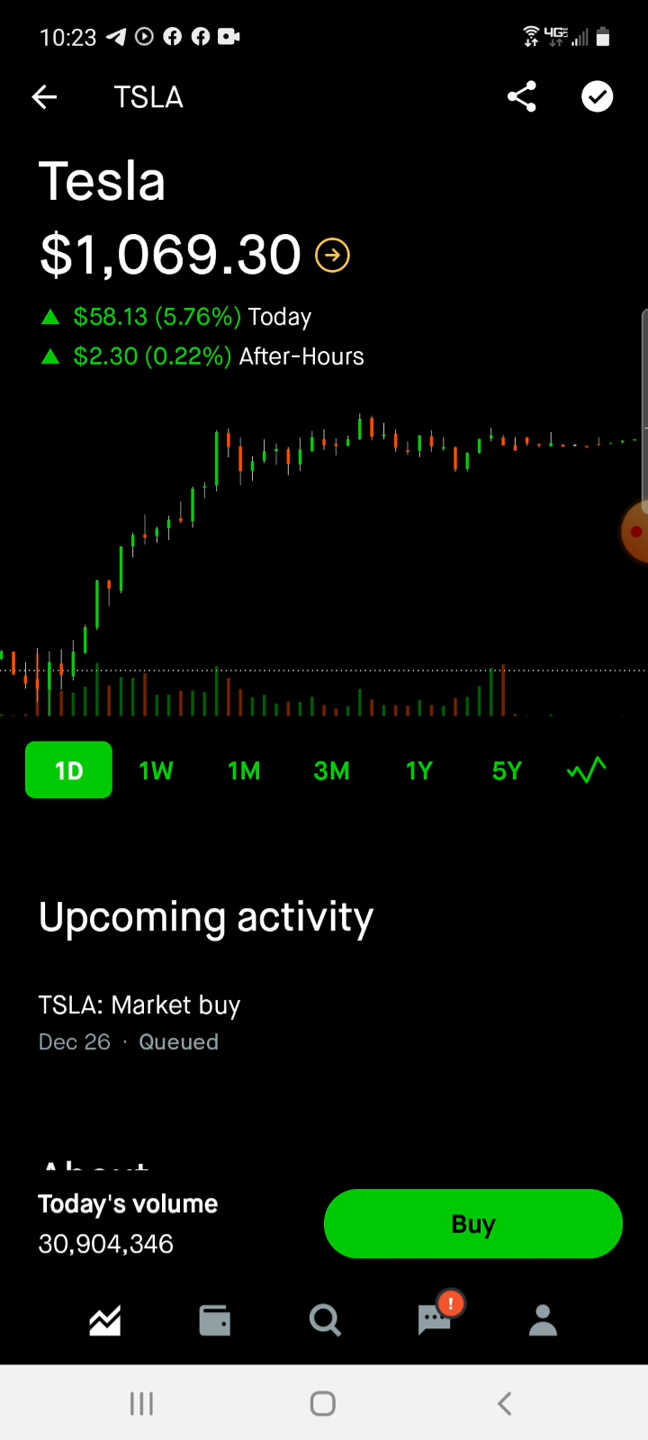 10:23
4GE
TSLA
Tesla
$1,069.30
$58.13 (5.76%) Today
$2.30 (0.22%) After-Hours
1D 1W 1M 3M 1Y 5Y
Upcoming activity
TSLA: Market buy
Dec 26 · Queued
About
Today's volume
30,904,346
Buy
!